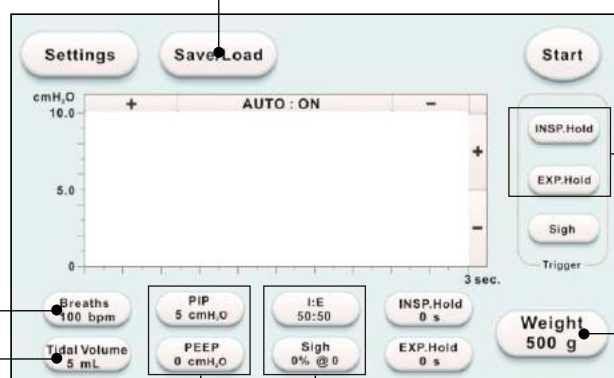 Settings
Save/Load
Start
cmH₂O
+ AUTO : ON −
10.0
5.0
0
+
−
3 sec.
INSP.Hold
EXP.Hold
Sigh
Trigger
Breaths
100 bpm
PIP
5 cmH₂O
I:E
50:50
INSP.Hold
0 s
Tidal Volume
5 mL
PEEP
0 cmH₂O
Sigh
0% @ 0
EXP.Hold
0 s
Weight
500 g